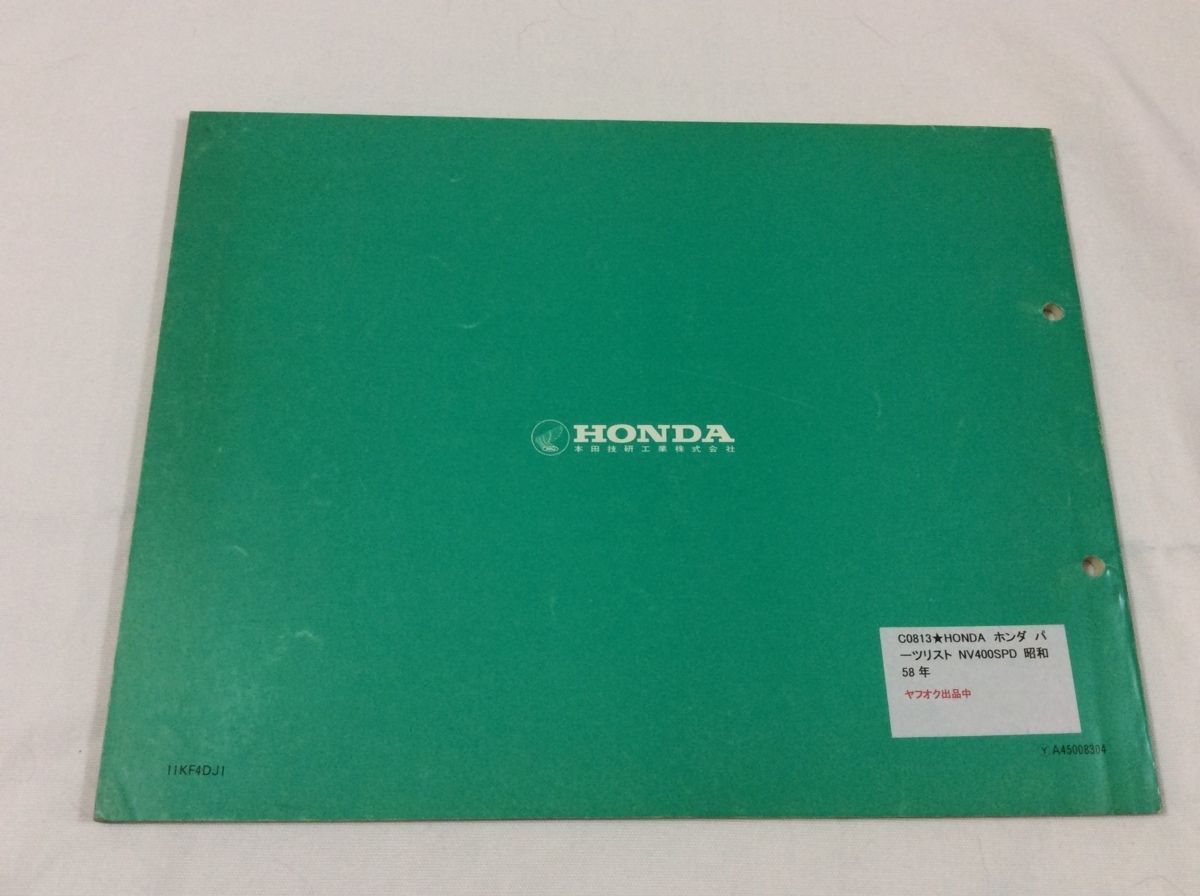 HONDA
本田技研工業株式会社
C0813★HONDA ホンダ パ
ーツリスト NV400SPD 昭和
58 年
ヤフオク出品中
Y.A45008304
11KF4DJ1